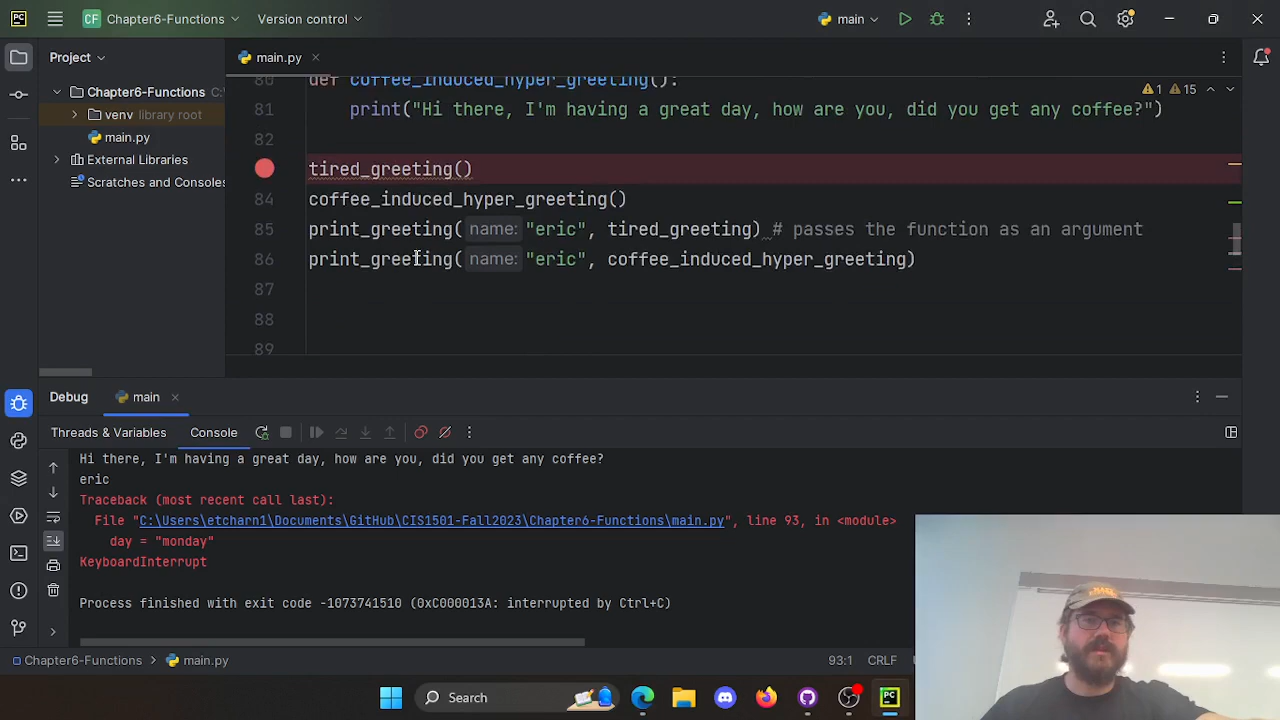 PC
CF Chapter6-Functions
Version control
main
Project
main.py
Chapter6-Functions C:\
venv library root
main.py
External Libraries
Scratches and Consoles
80 def coffee_induced_hyper_greeting():
81 print("Hi there, I'm having a great day, how are you, did you get any coffee?")
1 15
82
tired_greeting()
84 coffee_induced_hyper_greeting()
85 print_greeting( name: "eric", tired_greeting) # passes the function as an argument
86 print_greeting( name: "eric", coffee_induced_hyper_greeting)
87
88
89
Debug
main
Threads & Variables
Console
Hi there, I'm having a great day, how are you, did you get any coffee?
eric
Traceback (most recent call last):
File "C:\Users\etcharn1\Documents\GitHub\CIS1501-Fall2023\Chapter6-Functions\main.py", line 93, in <module>
day = "monday"
KeyboardInterrupt
Process finished with exit code -1073741510 (0xC000013A: interrupted by Ctrl+C)
Chapter6-Functions
main.py
93:1 CRLF
Search
PC